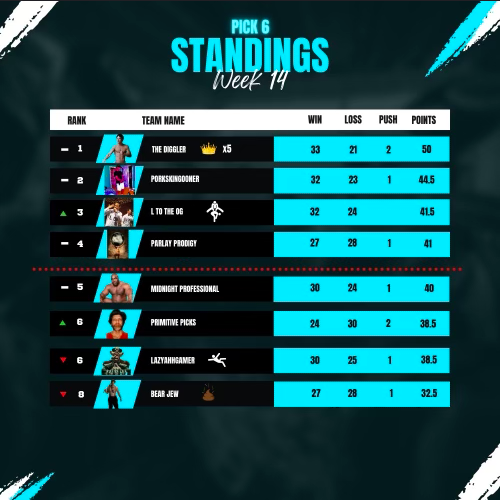 PICK 6
STANDINGS
Week 14
RANK TEAM NAME WIN LOSS PUSH POINTS
1 THE DIGGLER X5 33 21 2 50
2 PORKSKINGOONER 32 23 1 44.5
3 L TO THE OG 32 24 41.5
4 PARLAY PRODIGY 27 28 1 41
5 MIDNIGHT PROFESSIONAL 30 24 1 40
6 PRIMITIVE PICKS 24 30 2 38.5
6 LAZYAHHGAMER 30 25 1 38.5
8 BEAR JEW 27 28 1 32.5